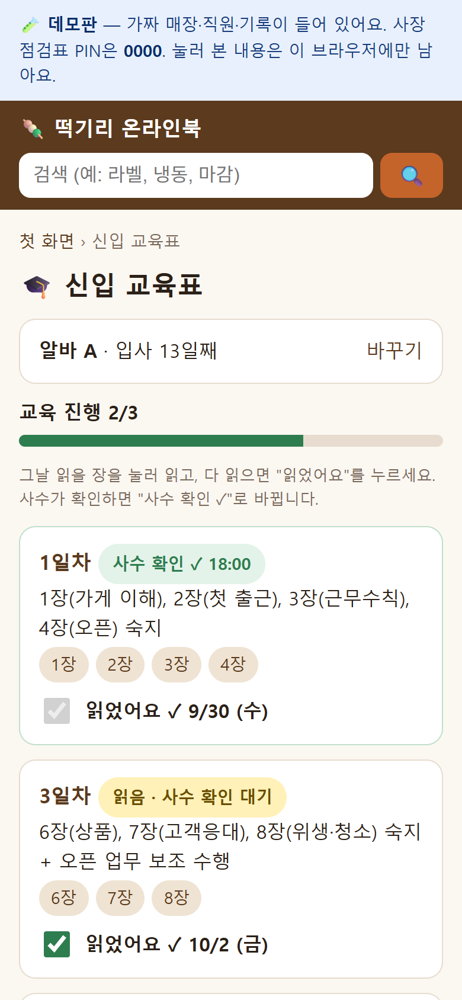 데모판 — 가짜 매장·직원·기록이 들어 있어요. 사장
점검표 PIN은 0000. 눌러 본 내용은 이 브라우저에만 남
아요.
떡기리 온라인북
검색 (예: 라벨, 냉동, 마감)
첫 화면 › 신입 교육표
신입 교육표
알바 A · 입사 13일째 바꾸기
교육 진행 2/3
그날 읽을 장을 눌러 읽고, 다 읽으면 "읽었어요"를 누르세요.
사수가 확인하면 "사수 확인 ✓"로 바뀝니다.
1일차 사수 확인 ✓ 18:00
1장(가게 이해), 2장(첫 출근), 3장(근무수칙),
4장(오픈) 숙지
1장 2장 3장 4장
읽었어요 ✓ 9/30 (수)
3일차 읽음 · 사수 확인 대기
6장(상품), 7장(고객응대), 8장(위생·청소) 숙지
+ 오픈 업무 보조 수행
6장 7장 8장
읽었어요 ✓ 10/2 (금)